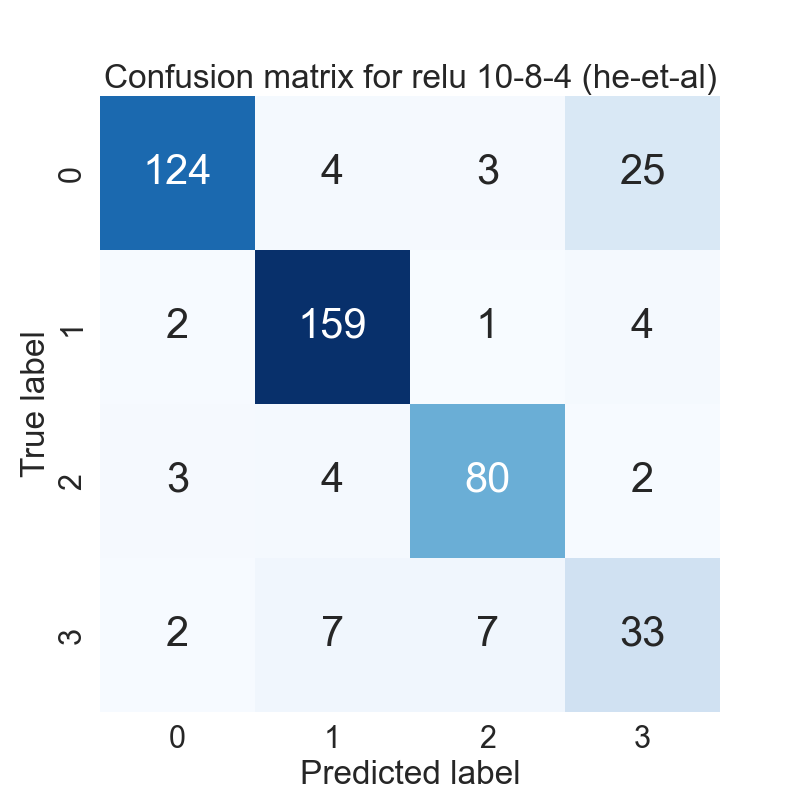 Confusion matrix for relu 10-8-4 (he-et-al)
True label
0 124 4 3 25
1 2 159 1 4
2 3 4 80 2
3 2 7 7 33
0 1 2 3
Predicted label